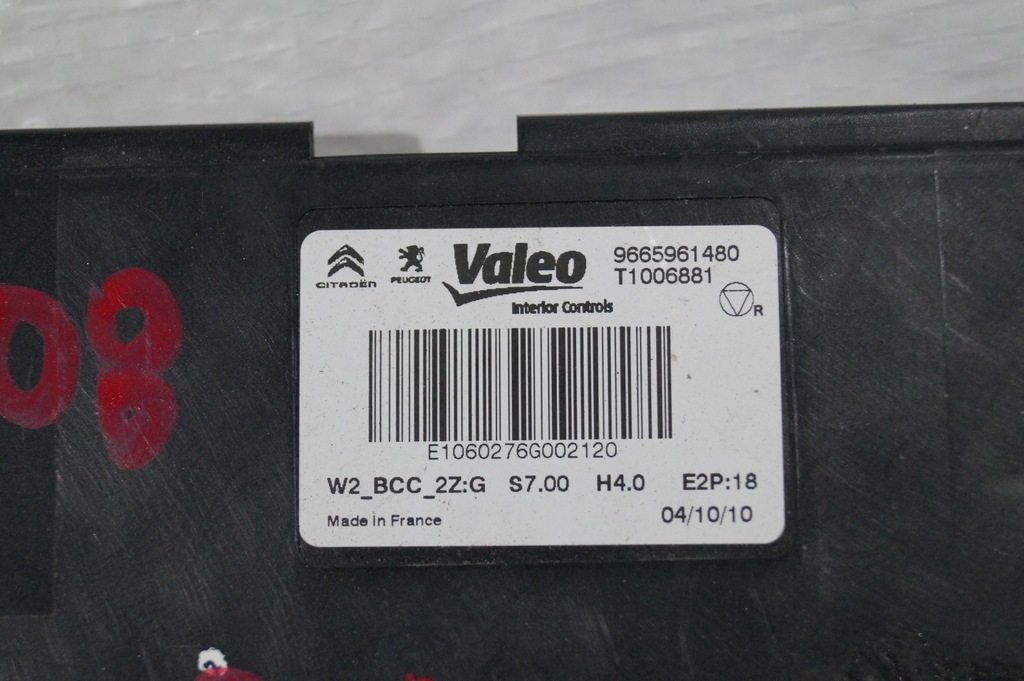 CITROËN PEUGEOT Valeo 9665961480
T1006881
Interior Controls R
E1060276G002120
W2_BCC_2Z:G S7.00 H4.0 E2P:18
Made in France 04/10/10
08